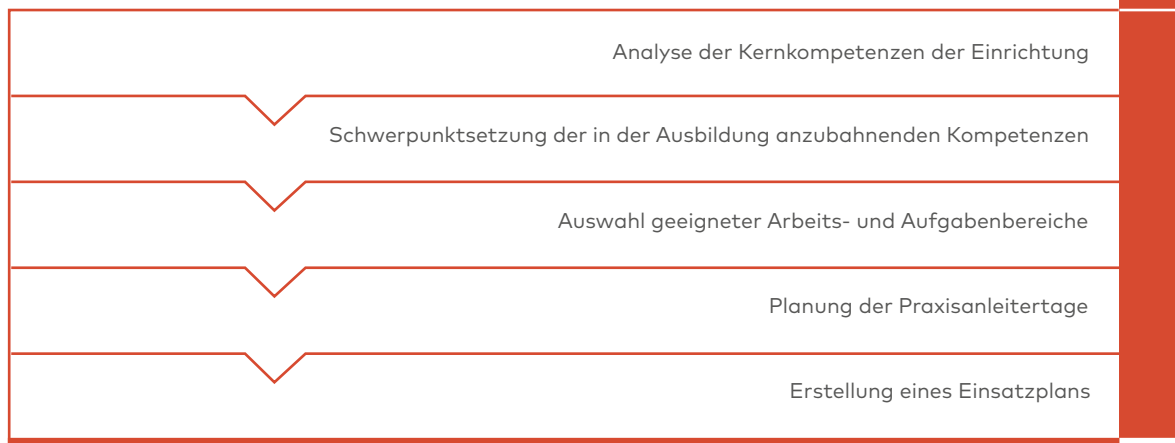 Analyse der Kernkompetenzen der Einrichtung
Schwerpunktsetzung der in der Ausbildung anzubahnenden Kompetenzen
Auswahl geeigneter Arbeits- und Aufgabenbereiche
Planung der Praxisanleitertage
Erstellung eines Einsatzplans